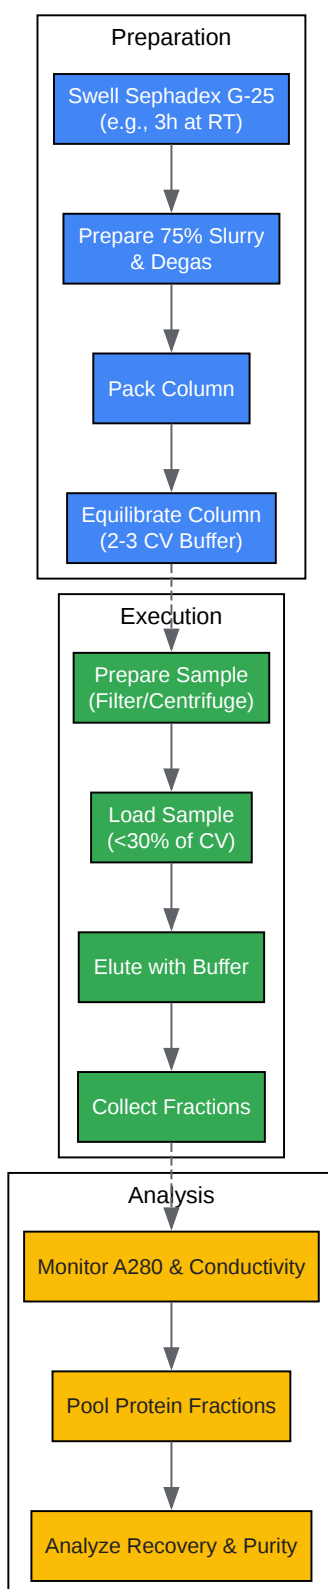 Preparation
Swell Sephadex G-25
(e.g., 3h at RT)
Prepare 75% Slurry
& Degas
Pack Column
Equilibrate Column
(2-3 CV Buffer)
Execution
Prepare Sample
(Filter/Centrifuge)
Load Sample
(<30% of CV)
Elute with Buffer
Collect Fractions
Analysis
Monitor A280 & Conductivity
Pool Protein Fractions
Analyze Recovery & Purity